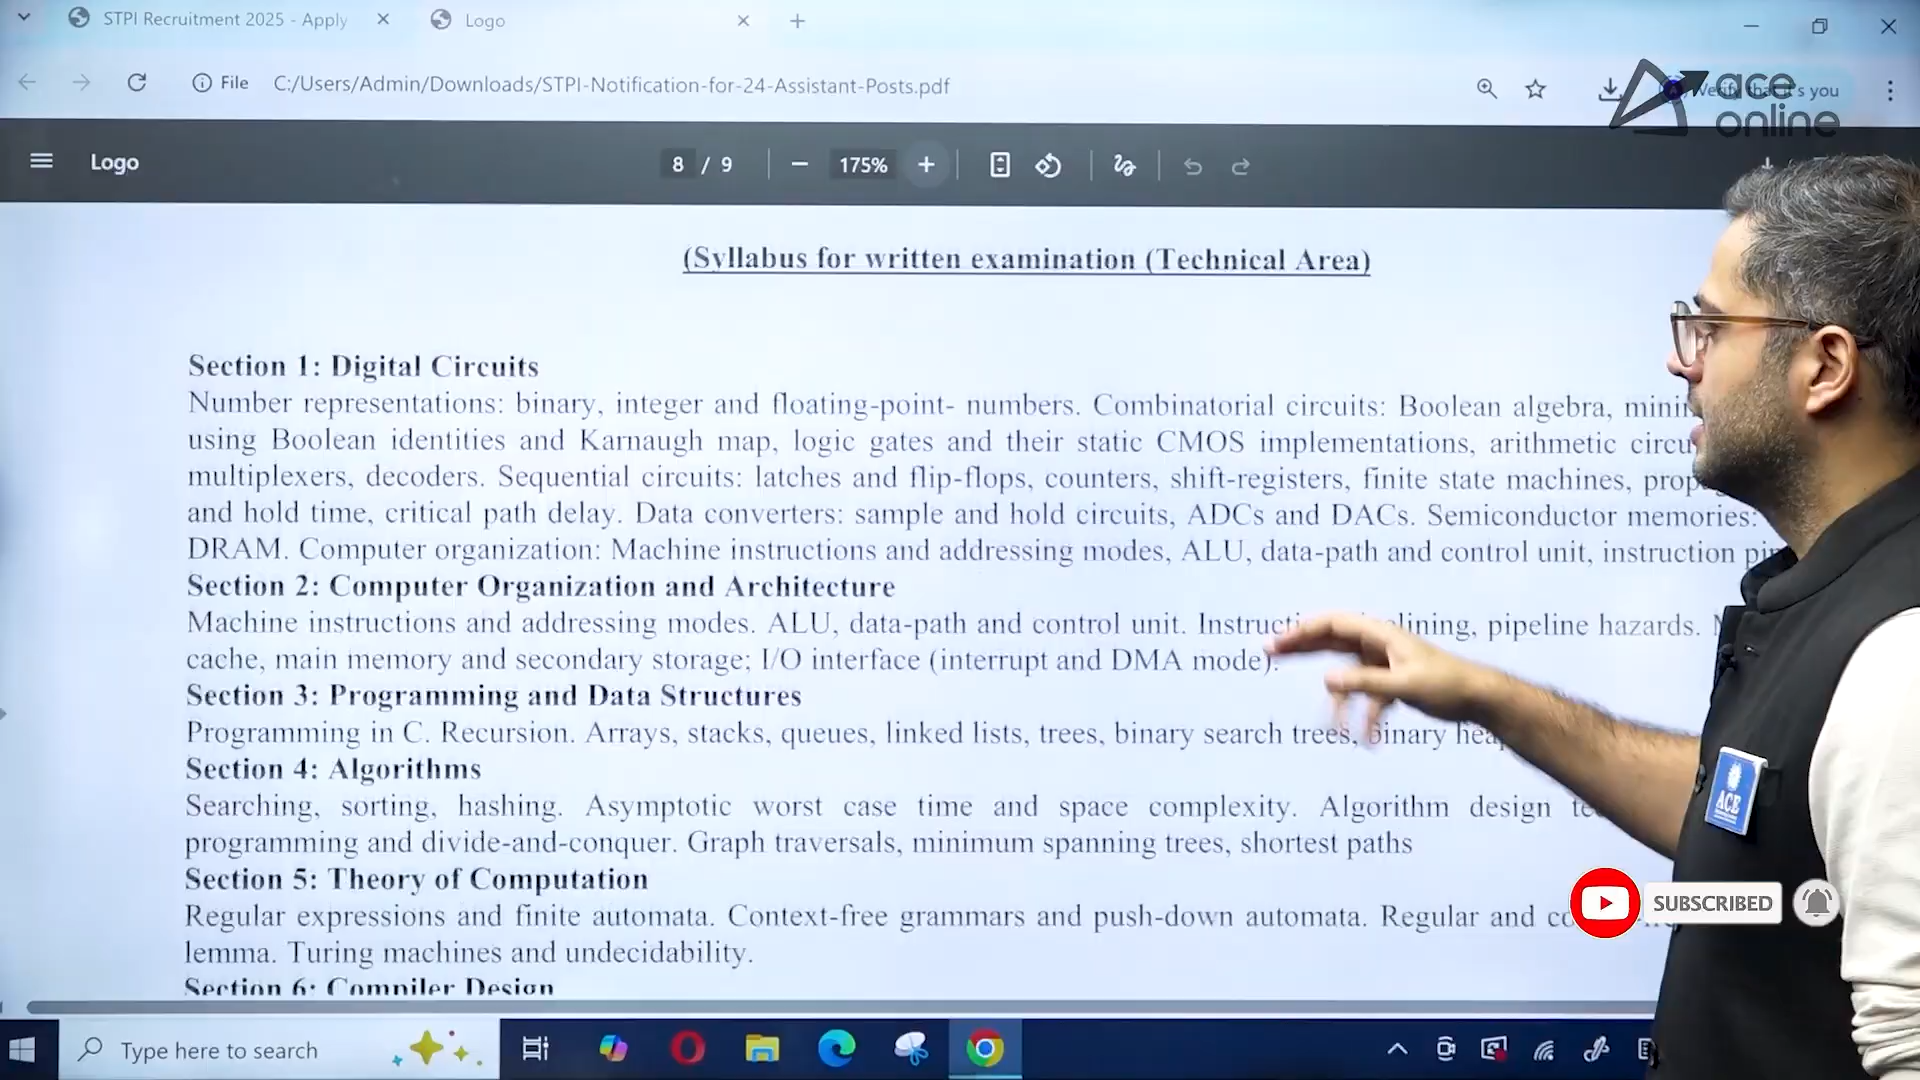 STPI Recruitment 2025 - Apply
Logo
File
C:/Users/Admin/Downloads/STPI-Notification-for-24-Assistant-Posts.pdf
Verify that it's you
ace
online
Logo
8 / 9
175%
(Syllabus for written examination (Technical Area)
Section 1: Digital Circuits
Number representations: binary, integer and floating-point- numbers. Combinatorial circuits: Boolean algebra,
using Boolean identities and Karnaugh map, logic gates and their static CMOS implementations, arithmetic
multiplexers, decoders. Sequential circuits: latches and flip-flops, counters, shift-registers, finite state machines,
and hold time, critical path delay. Data converters: sample and hold circuits, ADCs and DACs. Semiconductor memories:
DRAM. Computer organization: Machine instructions and addressing modes, ALU, data-path and control unit, instruction
Section 2: Computer Organization and Architecture
Machine instructions and addressing modes. ALU, data-path and control unit. pipeline hazards.
cache, main memory and secondary storage; I/O interface (interrupt and DMA mode).
Section 3: Programming and Data Structures
Programming in C. Recursion. Arrays, stacks, queues, linked lists, trees, binary search trees, binary
Section 4: Algorithms
Searching, sorting, hashing. Asymptotic worst case time and space complexity. Algorithm design
programming and divide-and-conquer. Graph traversals, minimum spanning trees, shortest paths
Section 5: Theory of Computation
Regular expressions and finite automata. Context-free grammars and push-down automata. Regular and
lemma. Turing machines and undecidability.
Section 6: Compiler Design
ACE
SUBSCRIBED
Type here to search